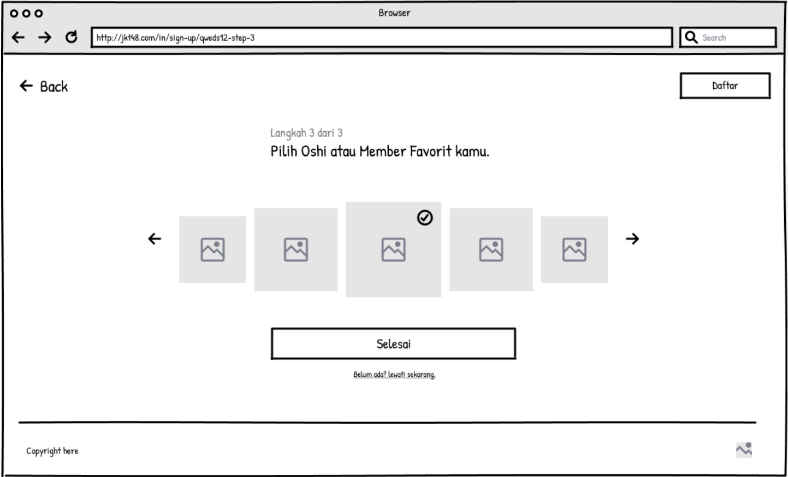 Browser
http://jkt48.com/in/sign-up/qweds12-step-3
Search
Back
Daftar
Langkah 3 dari 3
Pilih Oshi atau Member Favorit kamu.
Selesai
Belum ada? lewati sekarang.
Copyright here